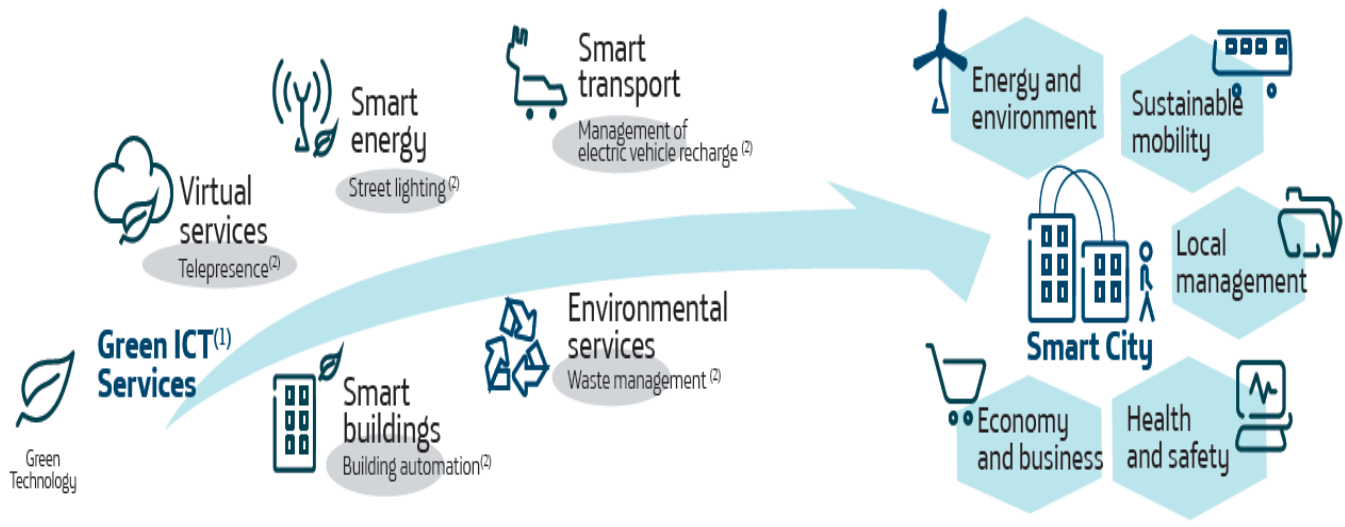 Smart
transport
Management of
electric vehicle recharge (2)
Smart
energy
Street lighting (2)
Virtual
services
Telepresence(2)
Green ICT(1)
Services
Green
Technology
Smart
buildings
Building automation(2)
Environmental
services
Waste management (2)
Energy and
environment
Sustainable
mobility
Local
management
Smart City
Economy
and business
Health
and safety